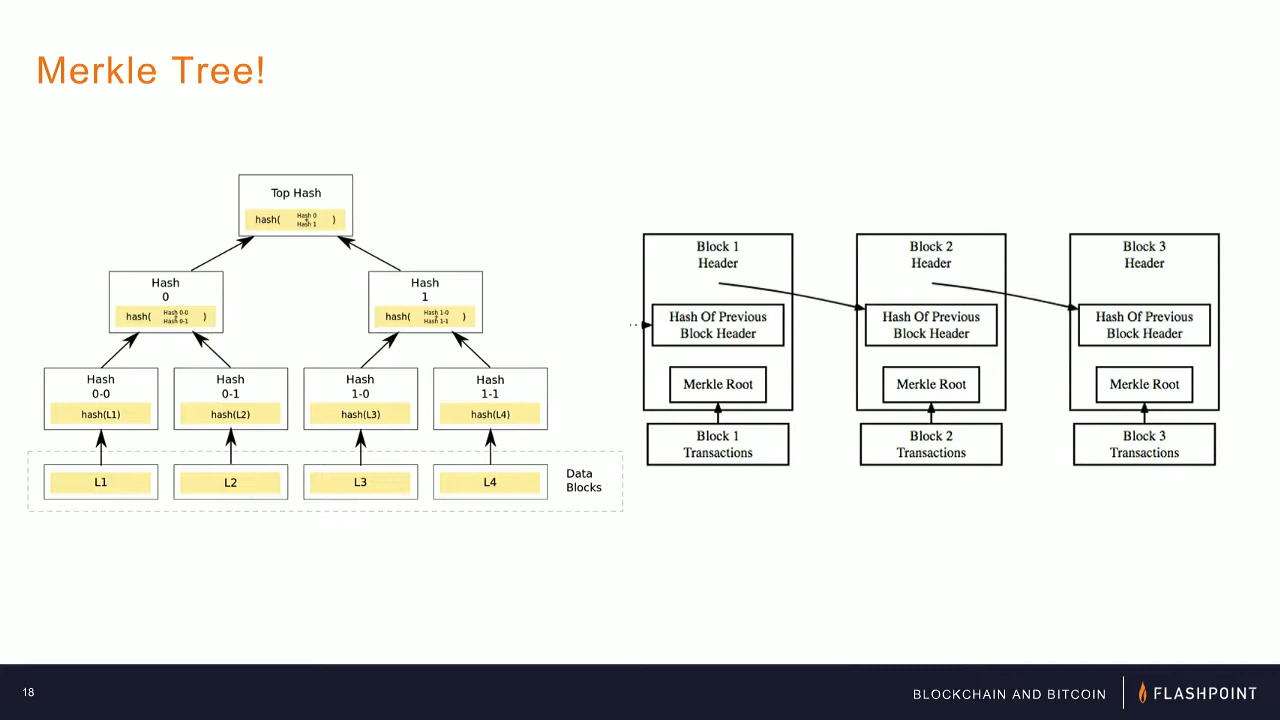 Merkle Tree!
Top Hash
hash( Hash 0
+
Hash 1 )
Hash
0
hash( Hash 0-0
+
Hash 0-1 )
Hash
1
hash( Hash 1-0
+
Hash 1-1 )
Hash
0-0
hash(L1)
Hash
0-1
hash(L2)
Hash
1-0
hash(L3)
Hash
1-1
hash(L4)
L1
L2
L3
L4
Data
Blocks
Block 1
Header
Hash Of Previous
Block Header
Merkle Root
Block 1
Transactions
Block 2
Header
Hash Of Previous
Block Header
Merkle Root
Block 2
Transactions
Block 3
Header
Hash Of Previous
Block Header
Merkle Root
Block 3
Transactions
18
BLOCKCHAIN AND BITCOIN
FLASHPOINT